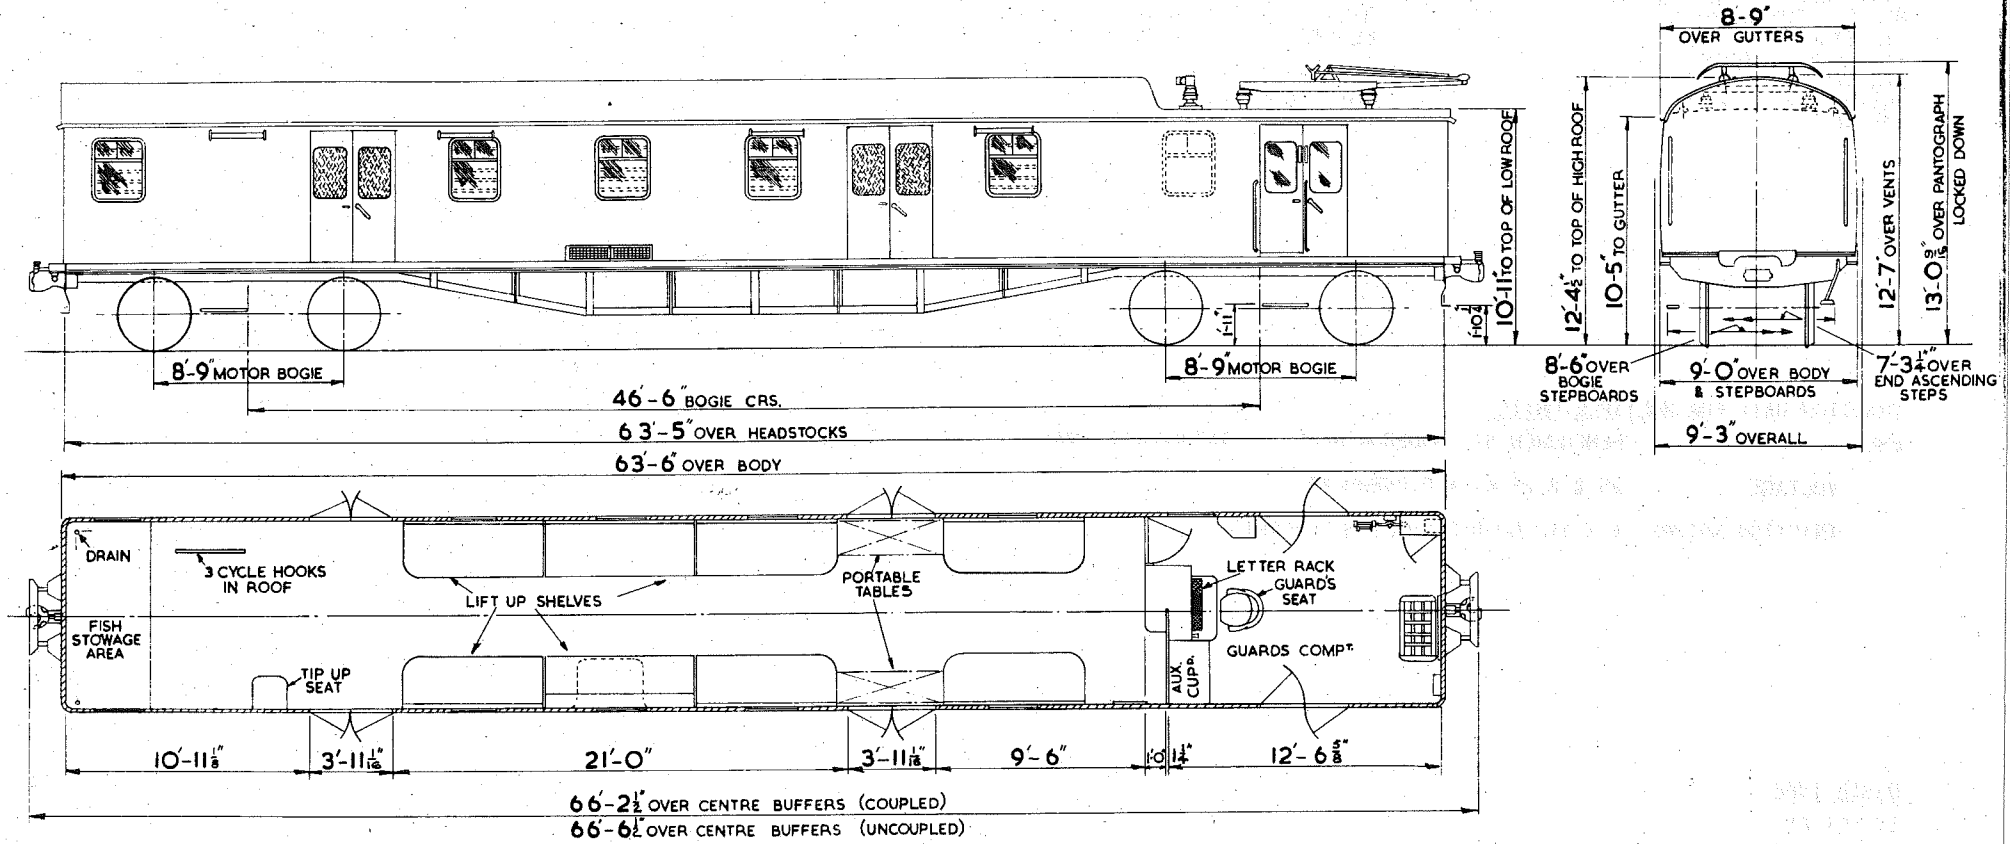 8'-9"
OVER GUTTERS
10'-11" TO TOP OF LOW ROOF
12'-4½" TO TOP OF HIGH ROOF
10'-5" TO GUTTER
12'-7" OVER VENTS
13'-0 9/16" OVER PANTOGRAPH
LOCKED DOWN
1'-11"
8'-9" MOTOR BOGIE
8'-9" MOTOR BOGIE
46'-6" BOGIE CRS.
63'-5" OVER HEADSTOCKS
63'-6" OVER BODY
8'-6" OVER
BOGIE
STEPBOARDS
9'-0" OVER BODY
& STEPBOARDS
7'-3¼" OVER
END ASCENDING
STEPS
9'-3" OVERALL
DRAIN
3 CYCLE HOOKS
IN ROOF
LIFT UP SHELVES
PORTABLE
TABLES
LETTER RACK
GUARD'S
SEAT
FISH
STOWAGE
AREA
TIP UP
SEAT
GUARDS COMPT.
AUX.
CUPD.
10'-11⅛"
3'-11 1/16"
21'-0"
3'-11 1/16"
9'-6"
1'-0"
1¼"
12'-6⅝"
66'-2½" OVER CENTRE BUFFERS (COUPLED)
66'-6½" OVER CENTRE BUFFERS (UNCOUPLED)